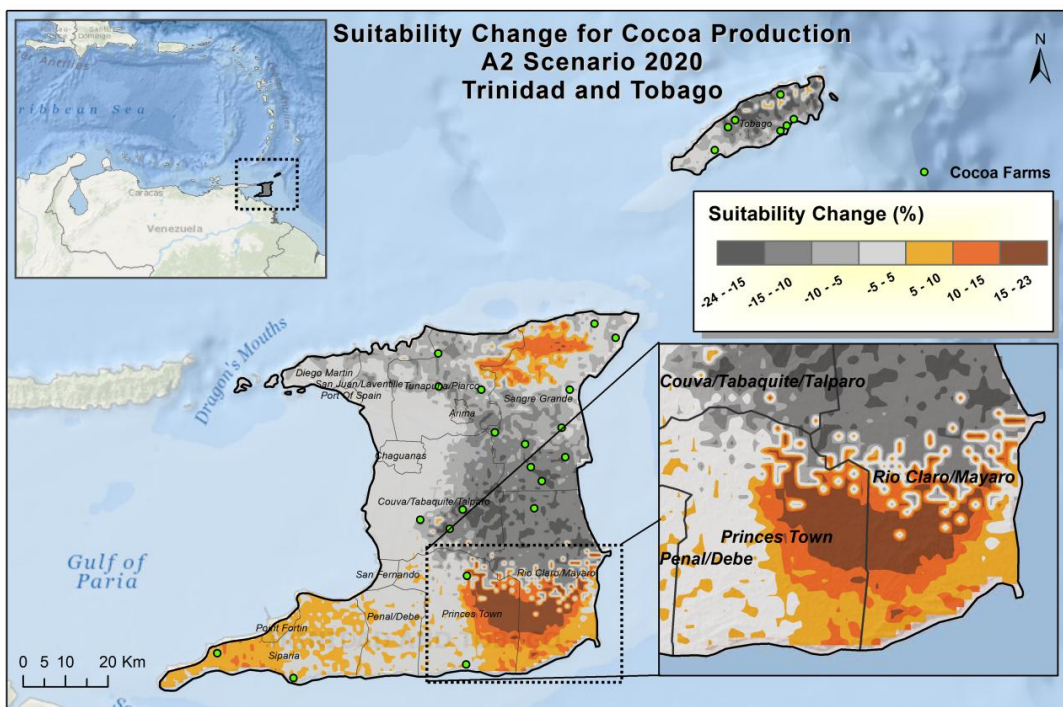 Suitability Change for Cocoa Production
A2 Scenario 2020
Trinidad and Tobago
N
Caribbean Sea
Caracas
Venezuela
Tobago
Cocoa Farms
Suitability Change (%)
-24 - -15
-15 - -10
-10 - -5
-5 - 5
5 - 10
10 - 15
15 - 23
Dragon's Mouths
Diego Martin
San Juan/Laventille
Tunapuna/Piarco
Port Of Spain
Arima
Sangre Grande
Chaguanas
Couva/Tabaquite/Talparo
San Fernando
Rio Claro/Mayaro
Penal/Debe
Princes Town
Point Fortin
Siparia
Gulf of
Paria
0 5 10 20 Km
Couva/Tabaquite/Talparo
Rio Claro/Mayaro
Princes Town
Penal/Debe